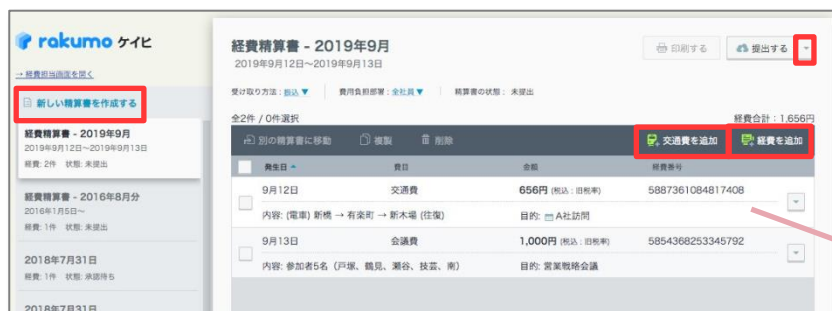 rakumo ケイヒ
→ 経費担当画面を開く
新しい精算書を作成する
経費精算書 - 2019年9月
2019年9月12日~2019年9月13日
経費: 2件 状態: 未提出
経費精算書 - 2016年8月分
2016年1月5日~
経費: 1件 状態: 未提出
2018年7月31日
経費: 1件 状態: 承認待ち
2018年7月31日
経費精算書 - 2019年9月
2019年9月12日~2019年9月13日
印刷する
提出する
受け取り方法 : 振込 ▼ 費用負担部署 : 全社員 ▼ 精算書の状態 : 未提出
全2件 / 0件選択
経費合計 : 1,656円
別の精算書に移動 複製 削除 交通費を追加 経費を追加
発生日 費目 金額 経費番号
9月12日 交通費 656円 (税込 : 旧税率) 5887361084817408
内容: (電車) 新橋 → 有楽町 → 新木場 (往復) 目的: A社訪問
9月13日 会議費 1,000円 (税込 : 旧税率) 5854368253345792
内容: 参加者5名 (戸塚、鶴見、瀬谷、技芸、南) 目的: 営業戦略会議